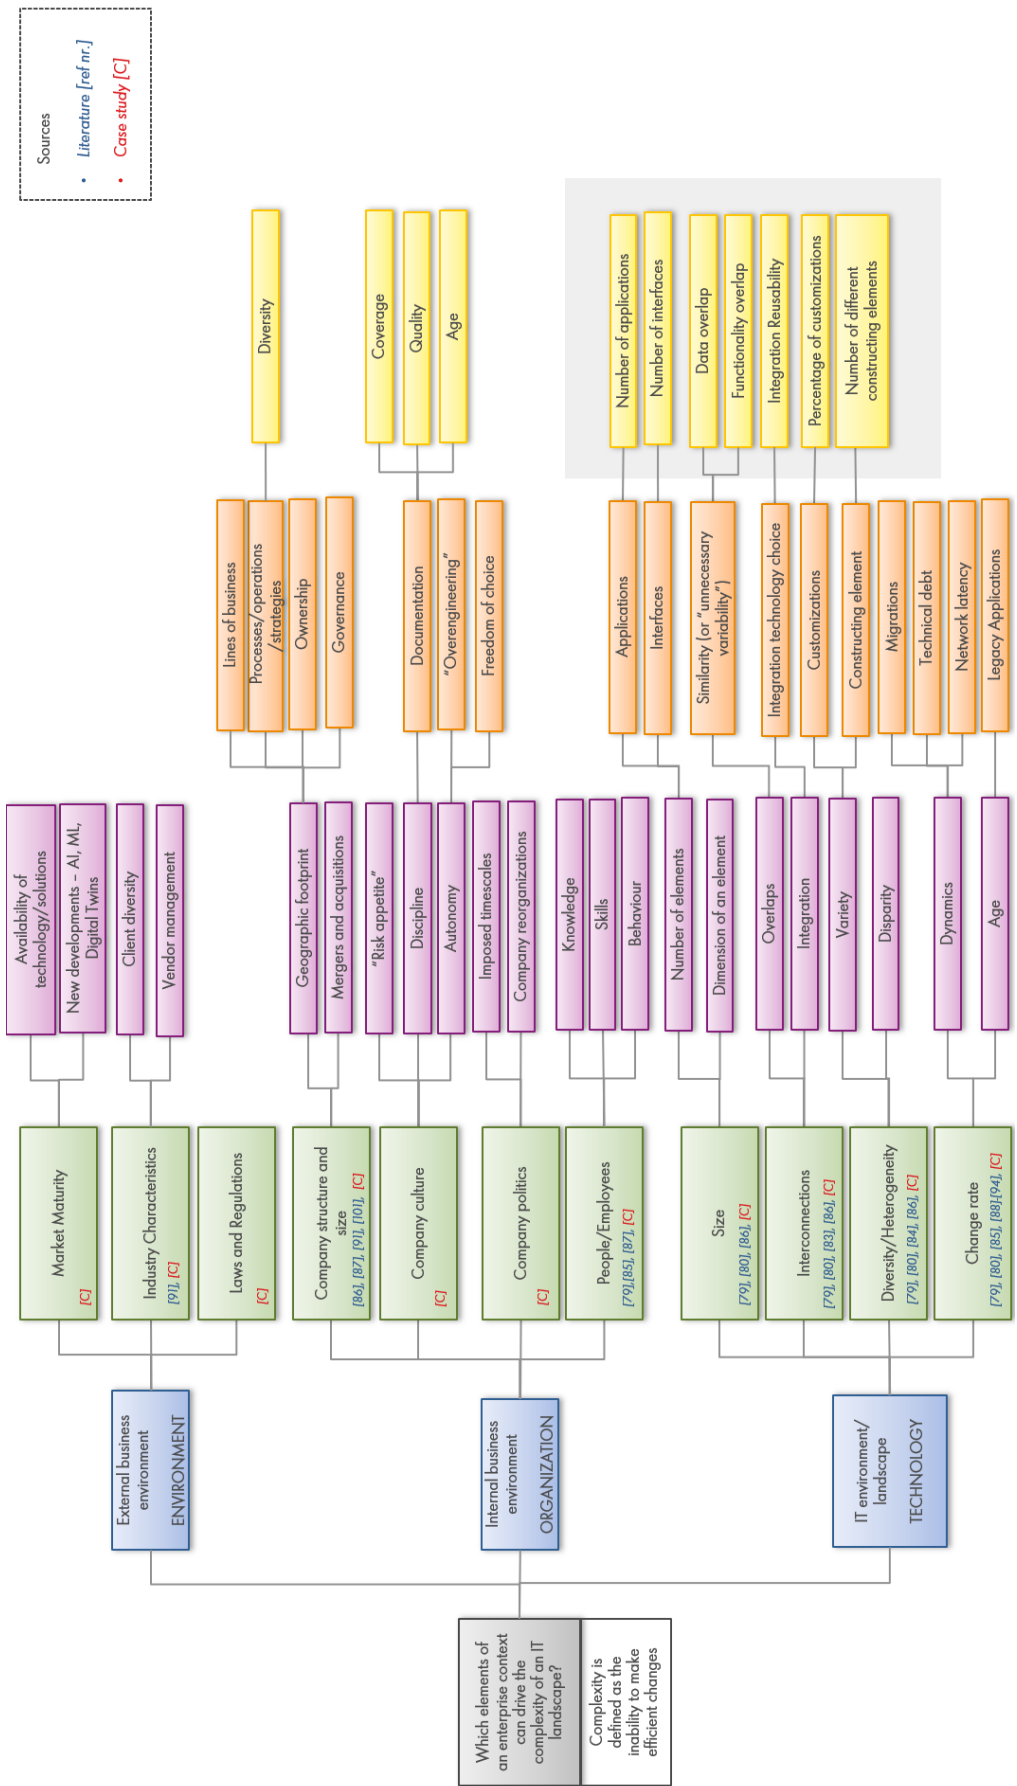 Sources
• Literature [ref nr.]
• Case study [C]
Which elements of
an enterprise context
can drive the
complexity of an IT
landscape?
Complexity is
defined as the
inability to make
efficient changes
External business
environment
ENVIRONMENT
Internal business
environment
ORGANIZATION
IT environment/
landscape
TECHNOLOGY
Market Maturity
[C]
Industry Characteristics
[91], [C]
Laws and Regulations
[C]
Company structure and
size
[86], [87], [91], [101], [C]
Company culture
[C]
Company politics
[C]
People/Employees
[79],[85], [87], [C]
Size
[79], [80], [86], [C]
Interconnections
[79], [80], [83], [86], [C]
Diversity/Heterogeneity
[79], [80], [84], [86], [C]
Change rate
[79], [80], [85], [88]-[94], [C]
Availability of
technology/solutions
New developments – AI, ML,
Digital Twins
Client diversity
Vendor management
Geographic footprint
Mergers and acquisitions
“Risk appetite”
Discipline
Autonomy
Imposed timescales
Company reorganizations
Knowledge
Skills
Behaviour
Number of elements
Dimension of an element
Overlaps
Integration
Variety
Disparity
Dynamics
Age
Lines of business
Processes/operations
/strategies
Ownership
Governance
Documentation
“Overengineering”
Freedom of choice
Applications
Interfaces
Similarity (or “unnecessary
variability”)
Integration technology choice
Customizations
Constructing element
Migrations
Technical debt
Network latency
Legacy Applications
Diversity
Coverage
Quality
Age
Number of applications
Number of interfaces
Data overlap
Functionality overlap
Integration Reusability
Percentage of customizations
Number of different
constructing elements